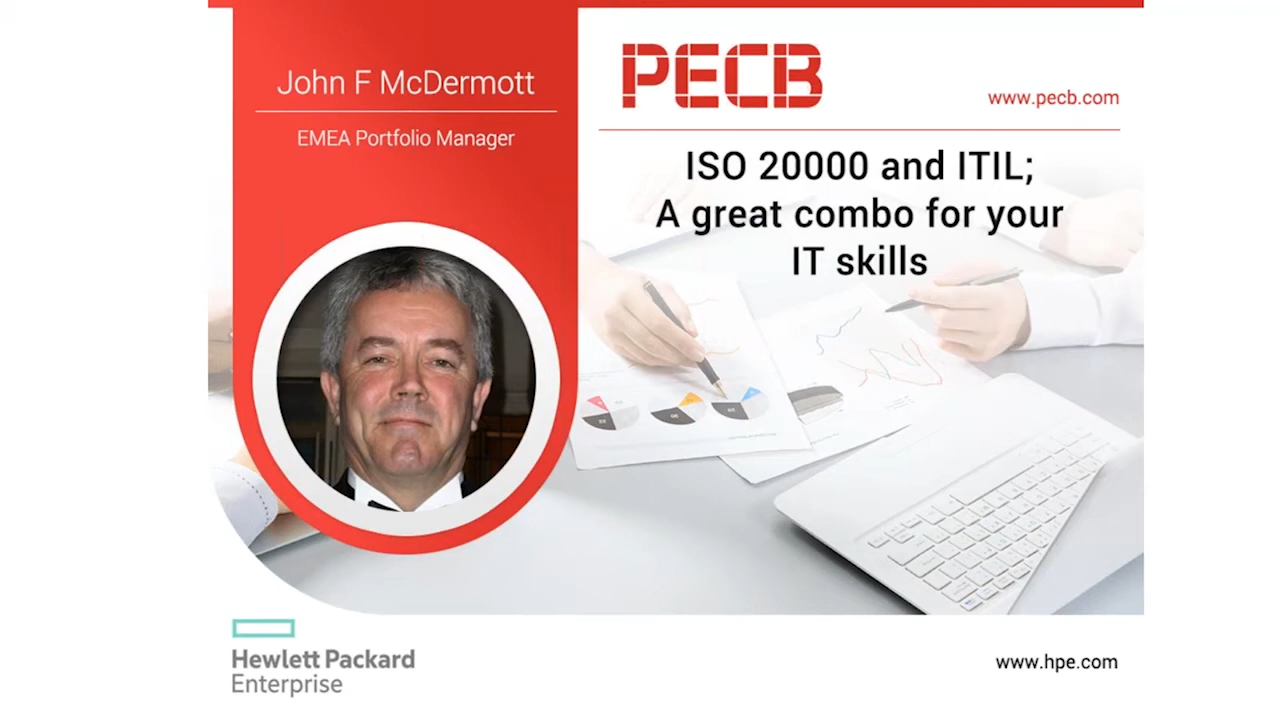 John F McDermott
EMEA Portfolio Manager
PECB
www.pecb.com
ISO 20000 and ITIL;
A great combo for your
IT skills
Hewlett Packard
Enterprise
www.hpe.com